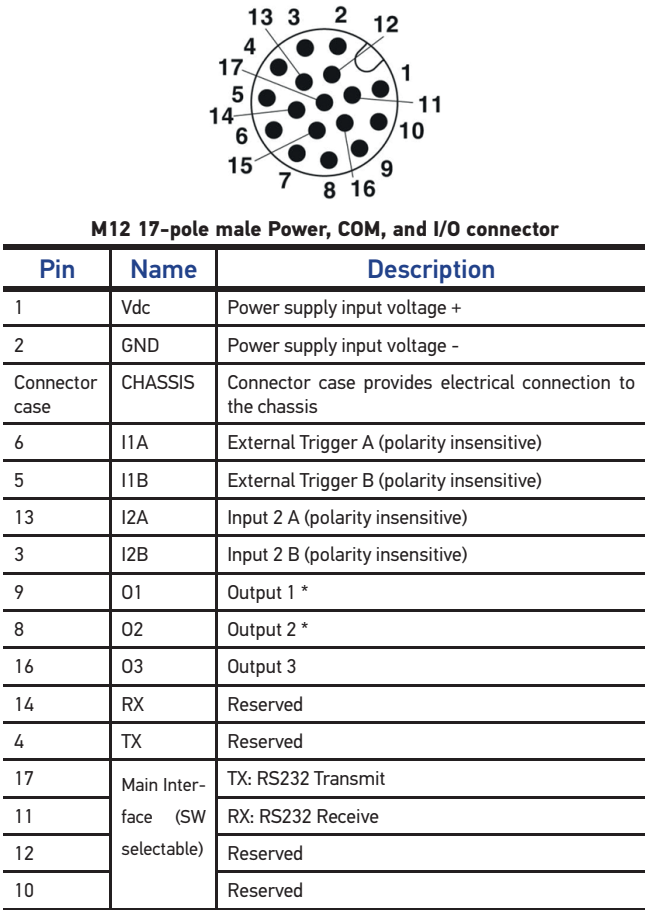 13 3 2 12
4
17
1
5
11
14
10
6
15
9
7
8 16
M12 17-pole male Power, COM, and I/O connector
Pin Name Description
1 Vdc Power supply input voltage +
2 GND Power supply input voltage -
Connector CHASSIS Connector case provides electrical connection to
case the chassis
6 I1A External Trigger A (polarity insensitive)
5 I1B External Trigger B (polarity insensitive)
13 I2A Input 2 A (polarity insensitive)
3 I2B Input 2 B (polarity insensitive)
9 O1 Output 1 *
8 O2 Output 2 *
16 O3 Output 3
14 RX Reserved
4 TX Reserved
17 Main Inter- TX: RS232 Transmit
11 face (SW RX: RS232 Receive
12 selectable) Reserved
10 Reserved